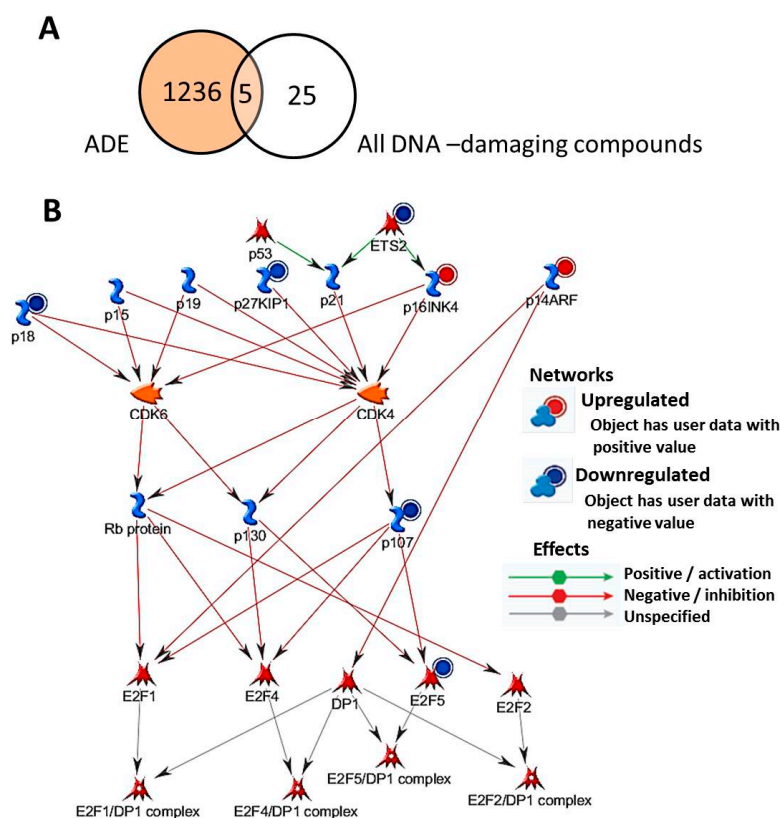 A
1236
5
25
ADE
All DNA –damaging compounds
B
p53
ETS2
p18
p15
p19
p27KIP1
p21
p16INK4
p14ARF
CDK6
CDK4
Networks
Upregulated
Object has user data with
positive value
Downregulated
Object has user data with
negative value
Effects
Positive / activation
Negative / inhibition
Unspecified
Rb protein
p130
p107
E2F1
E2F4
DP1
E2F5
E2F2
E2F5/DP1 complex
E2F1/DP1 complex
E2F4/DP1 complex
E2F2/DP1 complex